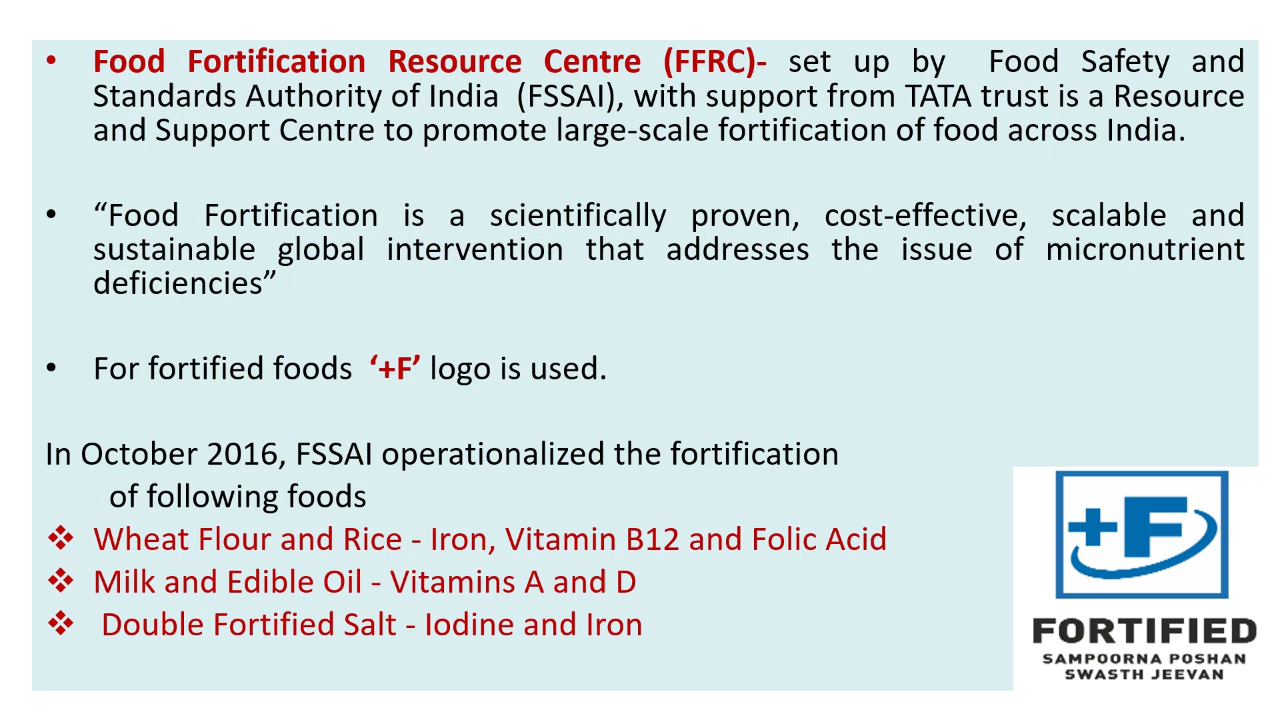 • Food Fortification Resource Centre (FFRC)- set up by Food Safety and
Standards Authority of India (FSSAI), with support from TATA trust is a Resource
and Support Centre to promote large-scale fortification of food across India.
• “Food Fortification is a scientifically proven, cost-effective, scalable and
sustainable global intervention that addresses the issue of micronutrient
deficiencies”
• For fortified foods ‘+F’ logo is used.
In October 2016, FSSAI operationalized the fortification
of following foods
❖ Wheat Flour and Rice - Iron, Vitamin B12 and Folic Acid
❖ Milk and Edible Oil - Vitamins A and D
❖ Double Fortified Salt - Iodine and Iron
+F
FORTIFIED
SAMPOORNA POSHAN
SWASTH JEEVAN